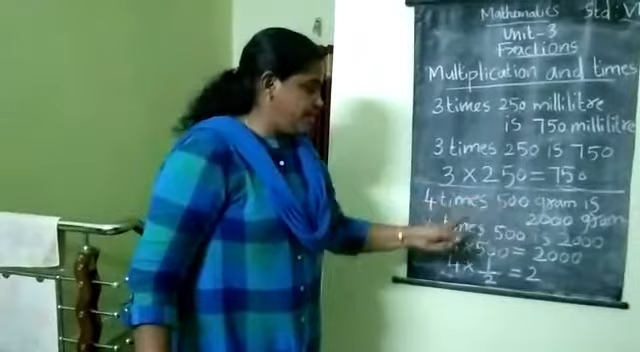 Mathematics Std: VI
Unit-3
Fractions
Multiplication and times
3 times 250 millilitre
is 750 millilitre
3 times 250 is 750
3 × 250 = 750
4 times 500 gram is
2000 gram
times 500 is 2000
× 500 = 2000
4 × 1/2 = 2